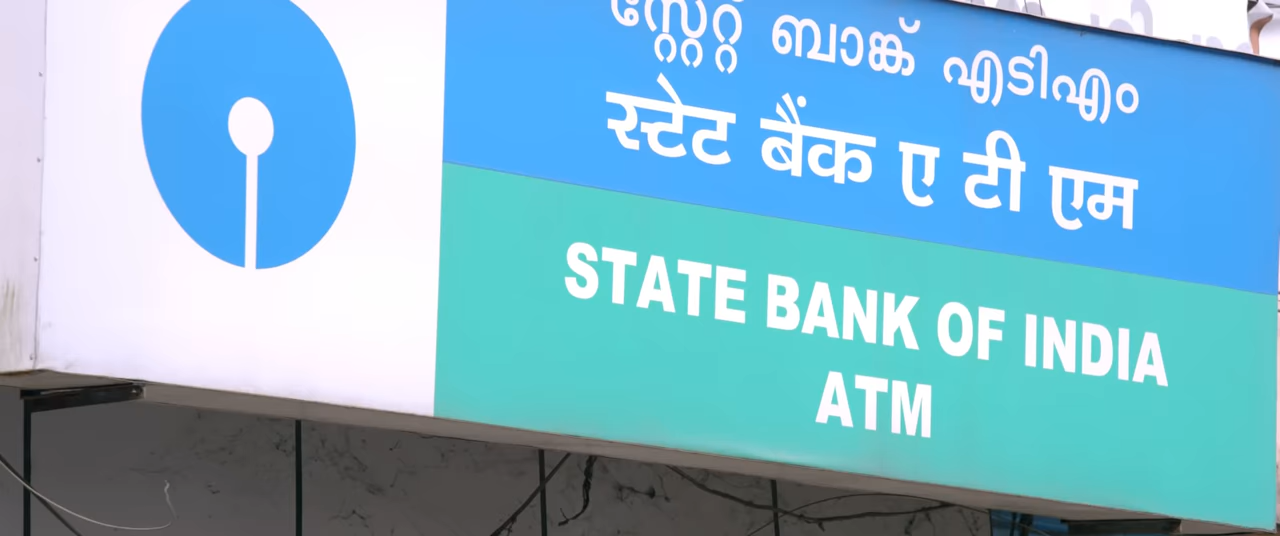 സ്റ്റേറ്റ് ബാങ്ക് എടിഎം
स्टेट बैंक ए टी एम
STATE BANK OF INDIA
ATM